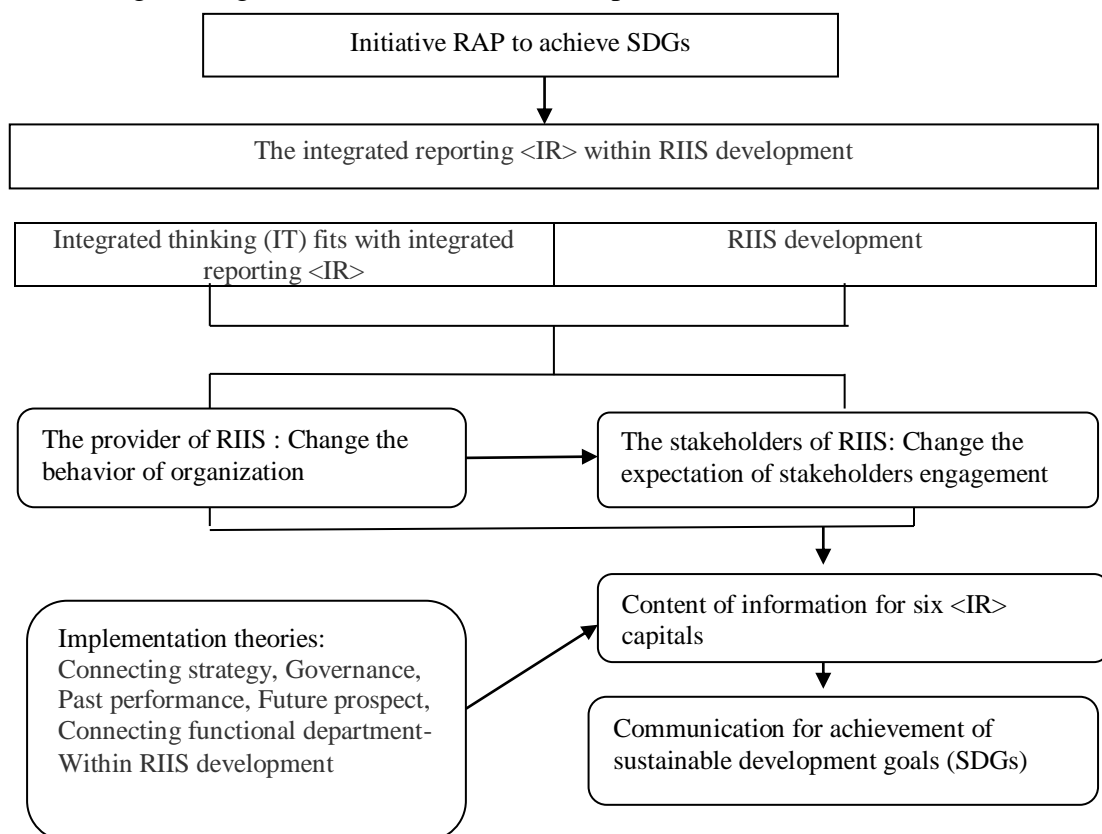 Initiative RAP to achieve SDGs
The integrated reporting <IR> within RIIS development
Integrated thinking (IT) fits with integrated
reporting <IR>
RIIS development
The provider of RIIS : Change the
behavior of organization
The stakeholders of RIIS: Change the
expectation of stakeholders engagement
Content of information for six <IR>
capitals
Implementation theories:
Connecting strategy, Governance,
Past performance, Future prospect,
Connecting functional department-
Within RIIS development
Communication for achievement of
sustainable development goals (SDGs)